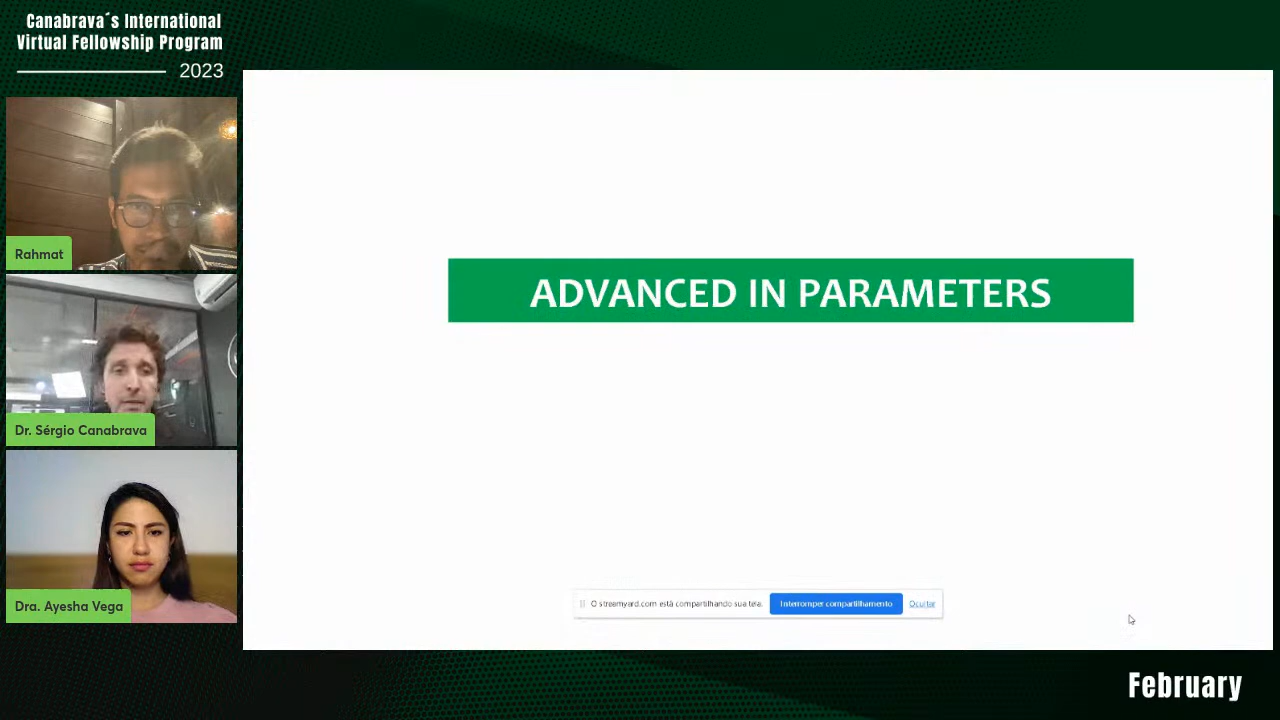 Canabrava´s International
Virtual Fellowship Program
2023
Rahmat
Dr. Sérgio Canabrava
Dra. Ayesha Vega
ADVANCED IN PARAMETERS
O streamyard.com está compartilhando sua tela. Interromper compartilhamento Ocultar
February